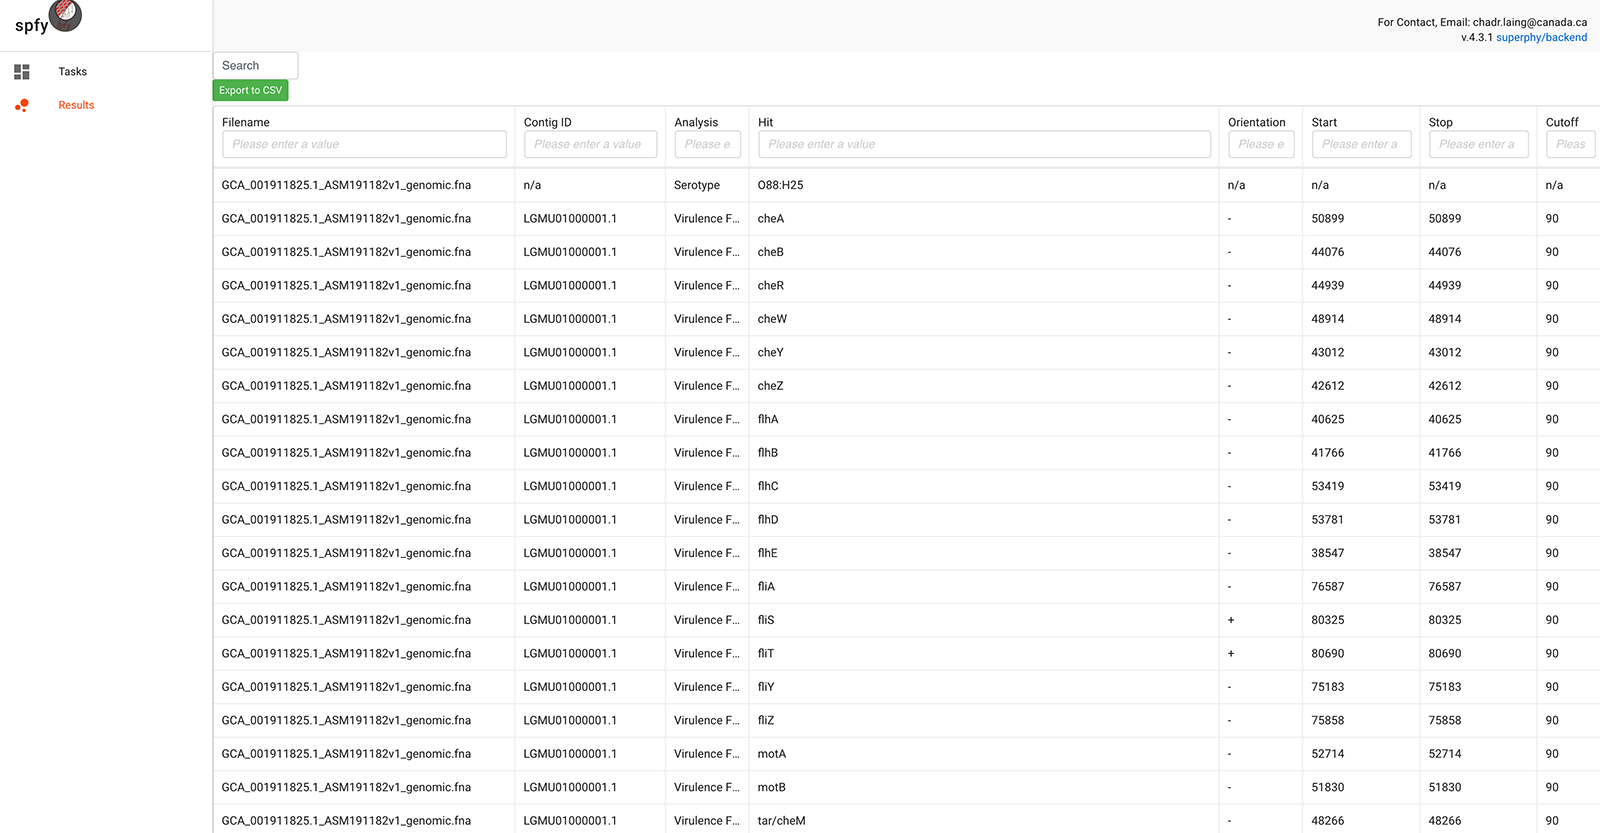 spfy
For Contact, Email: chadr.laing@canada.ca
v.4.3.1 superphy/backend
Tasks
Results
Search
Export to CSV
Filename Contig ID Analysis Hit Orientation Start Stop Cutoff
Please enter a value Please enter a value Please e Please enter a value Please e Please enter a Please enter a Pleas
GCA_001911825.1_ASM191182v1_genomic.fna n/a Serotype O88:H25 n/a n/a n/a n/a
GCA_001911825.1_ASM191182v1_genomic.fna LGMU01000001.1 Virulence F... cheA - 50899 50899 90
GCA_001911825.1_ASM191182v1_genomic.fna LGMU01000001.1 Virulence F... cheB - 44076 44076 90
GCA_001911825.1_ASM191182v1_genomic.fna LGMU01000001.1 Virulence F... cheR - 44939 44939 90
GCA_001911825.1_ASM191182v1_genomic.fna LGMU01000001.1 Virulence F... cheW - 48914 48914 90
GCA_001911825.1_ASM191182v1_genomic.fna LGMU01000001.1 Virulence F... cheY - 43012 43012 90
GCA_001911825.1_ASM191182v1_genomic.fna LGMU01000001.1 Virulence F... cheZ - 42612 42612 90
GCA_001911825.1_ASM191182v1_genomic.fna LGMU01000001.1 Virulence F... flhA - 40625 40625 90
GCA_001911825.1_ASM191182v1_genomic.fna LGMU01000001.1 Virulence F... flhB - 41766 41766 90
GCA_001911825.1_ASM191182v1_genomic.fna LGMU01000001.1 Virulence F... flhC - 53419 53419 90
GCA_001911825.1_ASM191182v1_genomic.fna LGMU01000001.1 Virulence F... flhD - 53781 53781 90
GCA_001911825.1_ASM191182v1_genomic.fna LGMU01000001.1 Virulence F... flhE - 38547 38547 90
GCA_001911825.1_ASM191182v1_genomic.fna LGMU01000001.1 Virulence F... fliA - 76587 76587 90
GCA_001911825.1_ASM191182v1_genomic.fna LGMU01000001.1 Virulence F... fliS + 80325 80325 90
GCA_001911825.1_ASM191182v1_genomic.fna LGMU01000001.1 Virulence F... fliT + 80690 80690 90
GCA_001911825.1_ASM191182v1_genomic.fna LGMU01000001.1 Virulence F... fliY - 75183 75183 90
GCA_001911825.1_ASM191182v1_genomic.fna LGMU01000001.1 Virulence F... fliZ - 75858 75858 90
GCA_001911825.1_ASM191182v1_genomic.fna LGMU01000001.1 Virulence F... motA - 52714 52714 90
GCA_001911825.1_ASM191182v1_genomic.fna LGMU01000001.1 Virulence F... motB - 51830 51830 90
GCA_001911825.1_ASM191182v1_genomic.fna LGMU01000001.1 Virulence F... tar/cheM - 48266 48266 90